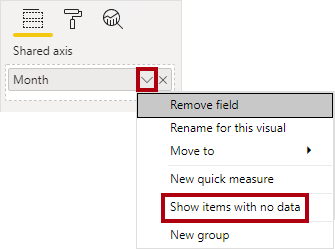 Shared axis
Month
Remove field
Rename for this visual
Move to
New quick measure
Show items with no data
New group